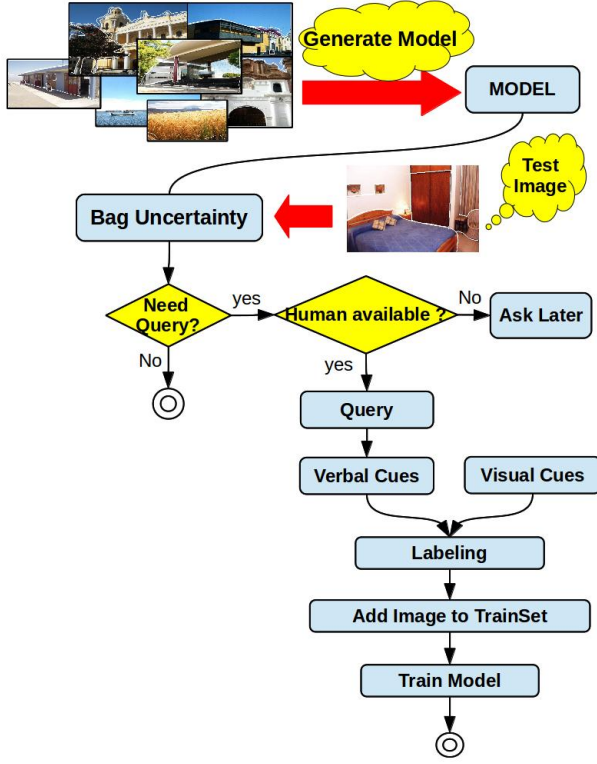 Generate Model
MODEL
Test
Image
Bag Uncertainty
Need
Query?
yes
Human available ?
No
Ask Later
No
yes
Query
Verbal Cues
Visual Cues
Labeling
Add Image to TrainSet
Train Model